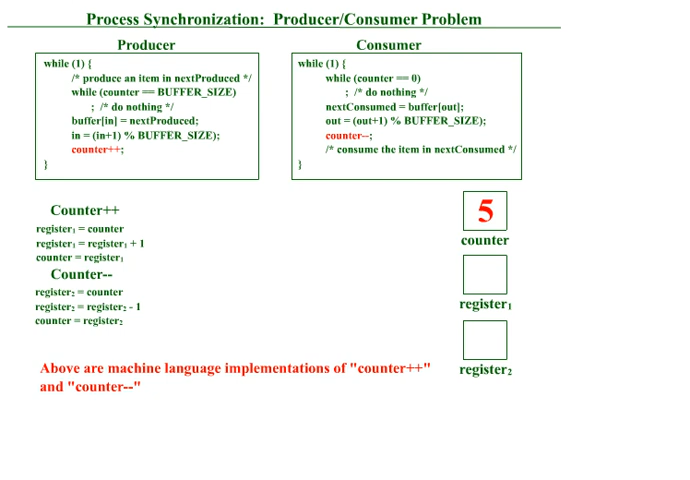 Process Synchronization: Producer/Consumer Problem
Producer
while (1) {
/* produce an item in nextProduced */
while (counter == BUFFER_SIZE)
; /* do nothing */
buffer[in] = nextProduced;
in = (in+1) % BUFFER_SIZE);
counter++;
}
Consumer
while (1) {
while (counter == 0)
; /* do nothing */
nextConsumed = buffer[out];
out = (out+1) % BUFFER_SIZE);
counter--;
/* consume the item in nextConsumed */
}
Counter++
register₁ = counter
register₁ = register₁ + 1
counter = register₁
Counter--
register₂ = counter
register₂ = register₂ - 1
counter = register₂
5
counter
register₁
register₂
Above are machine language implementations of "counter++"
and "counter--"